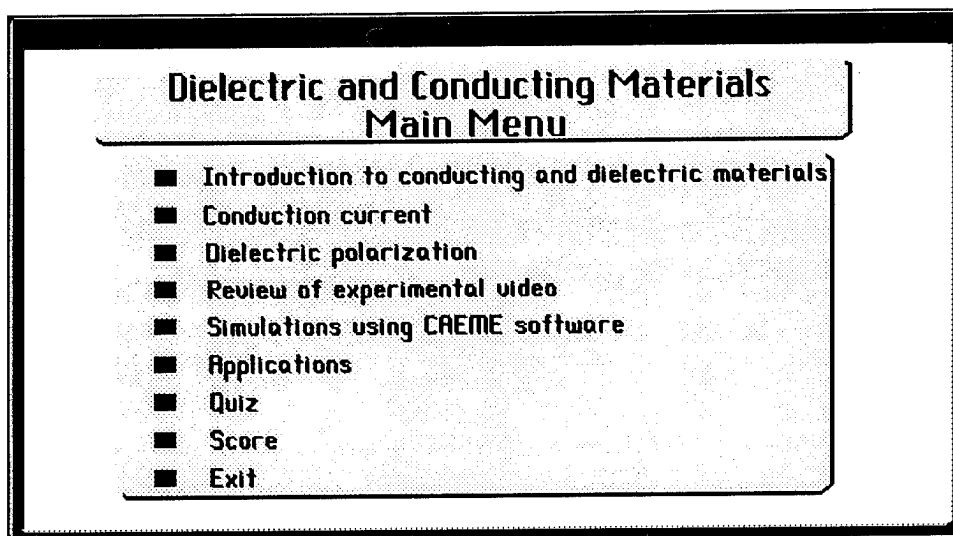 Dielectric and Conducting Materials
Main Menu
Introduction to conducting and dielectric materials
Conduction current
Dielectric polarization
Review of experimental video
Simulations using CAEME software
Applications
Quiz
Score
Exit